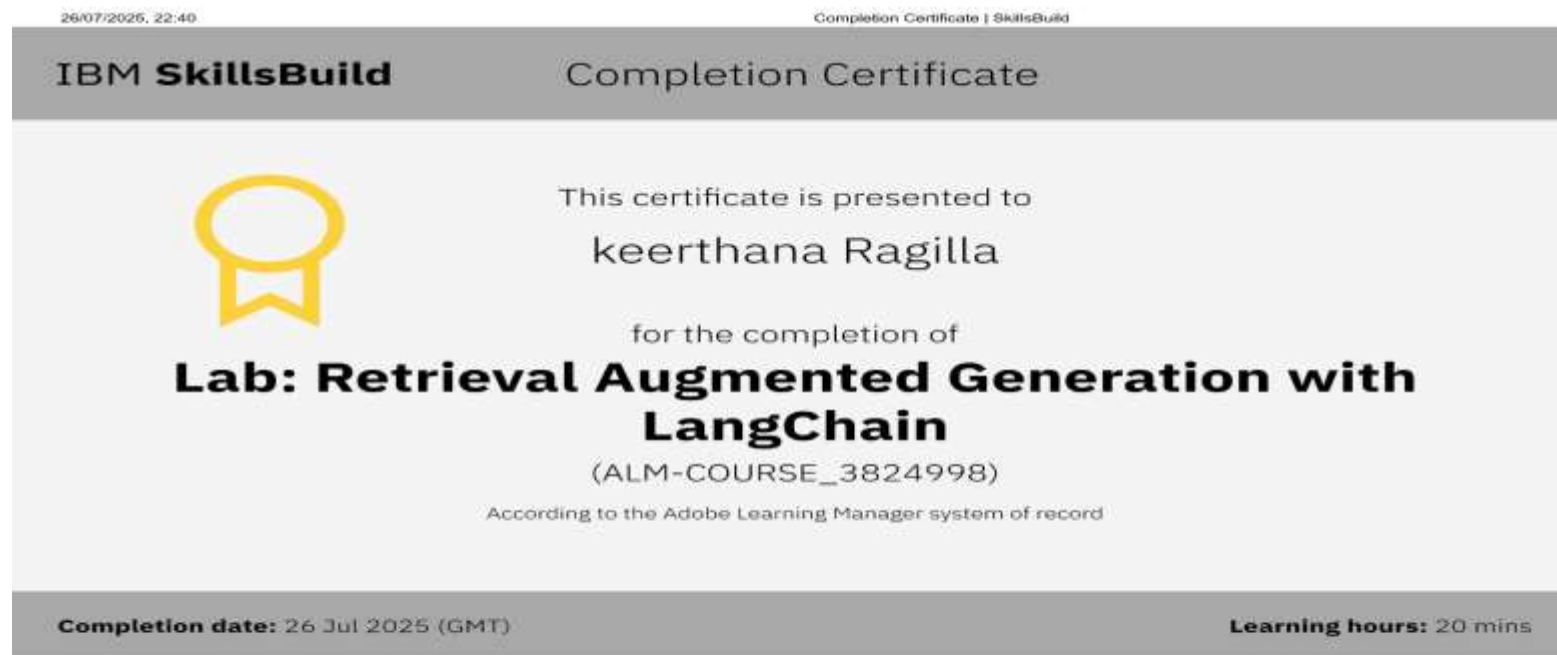 26/07/2025, 22:40 Completion Certificate | SkillsBuild
IBM SkillsBuild Completion Certificate
This certificate is presented to
keerthana Ragilla
for the completion of
Lab: Retrieval Augmented Generation with
LangChain
(ALM-COURSE_3824998)
According to the Adobe Learning Manager system of record
Completion date: 26 Jul 2025 (GMT) Learning hours: 20 mins